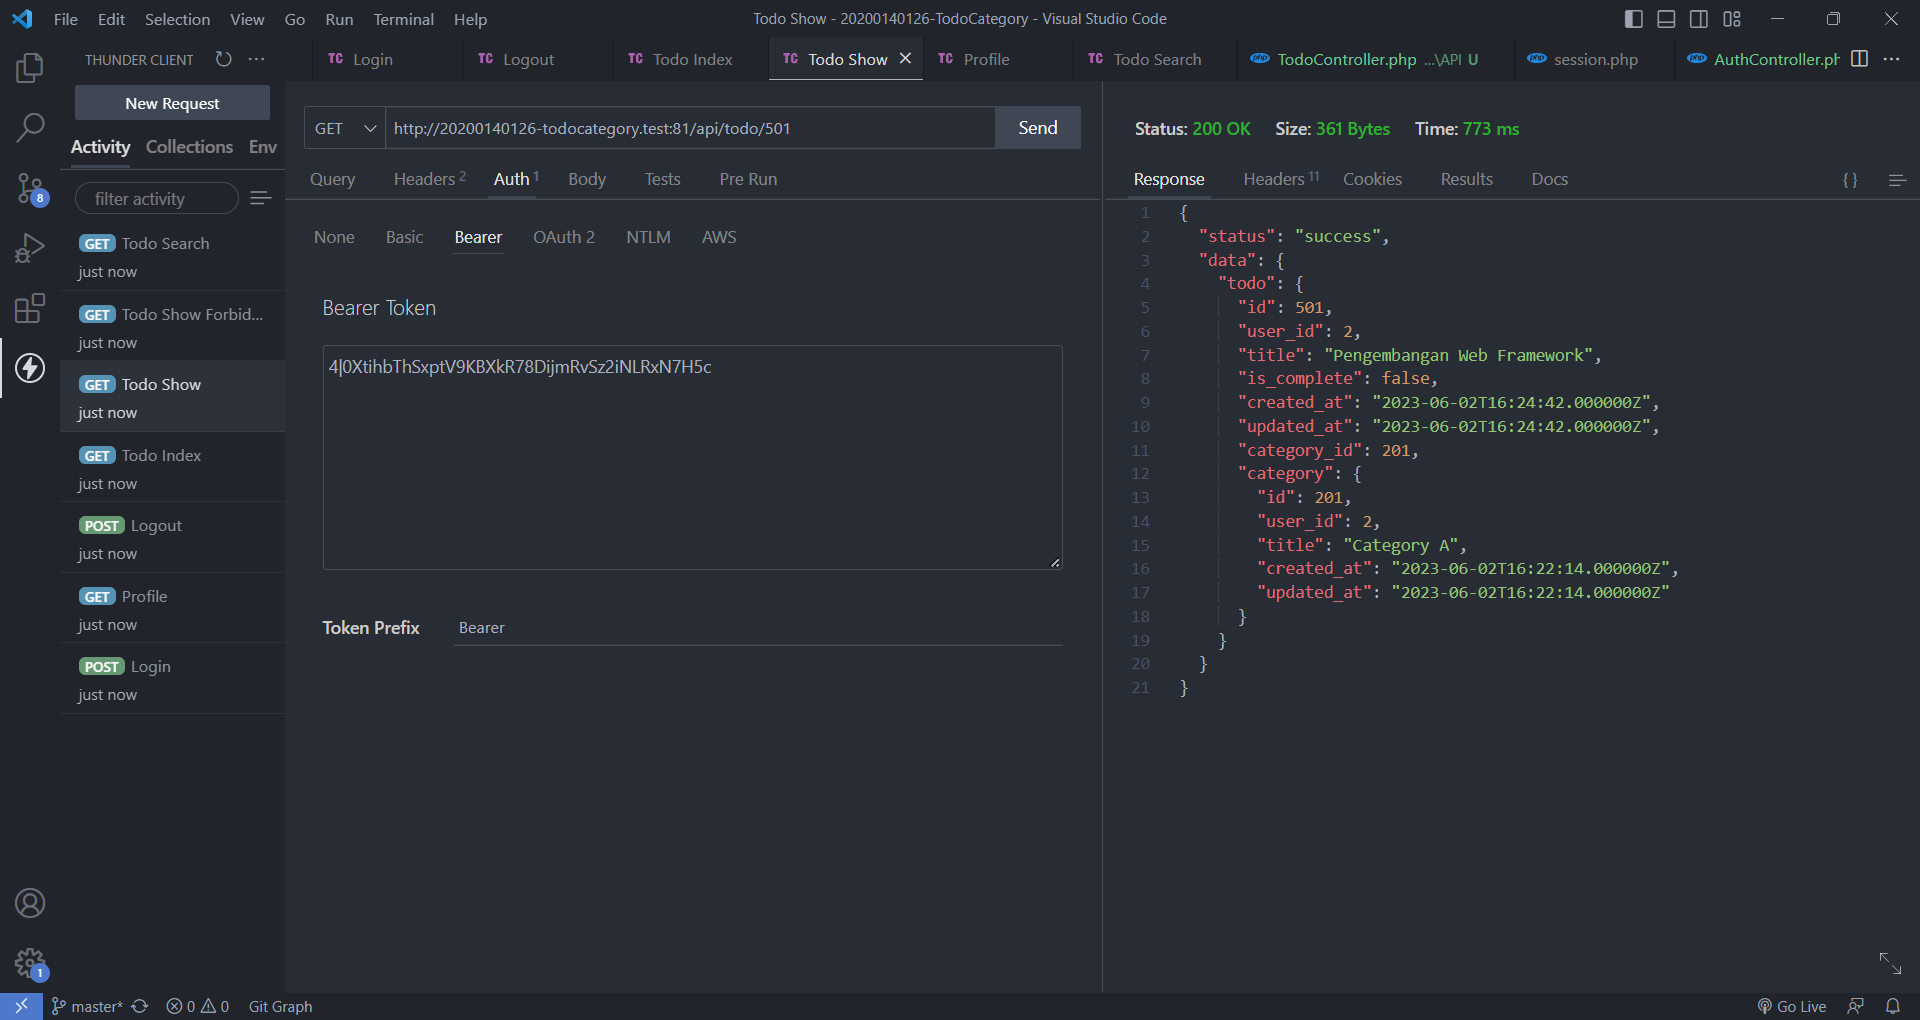 File Edit Selection View Go Run Terminal Help
Todo Show - 20200140126-TodoCategory - Visual Studio Code
THUNDER CLIENT
TC Login
TC Logout
TC Todo Index
TC Todo Show
TC Profile
TC Todo Search
php TodoController.php ...\API U
php session.php
php AuthController.ph
New Request
Activity Collections Env
filter activity
GET Todo Search
just now
GET Todo Show Forbid...
just now
GET Todo Show
just now
GET Todo Index
just now
POST Logout
just now
GET Profile
just now
POST Login
just now
8
1
GET http://20200140126-todocategory.test:81/api/todo/501 Send
Query Headers 2 Auth 1 Body Tests Pre Run
None Basic Bearer OAuth 2 NTLM AWS
Bearer Token
4|0XtihbThSxptV9KBXkR78DijmRvSz2iNLRxN7H5c
Token Prefix Bearer
Status: 200 OK Size: 361 Bytes Time: 773 ms
Response Headers 11 Cookies Results Docs { }
1 {
2 "status": "success",
3 "data": {
4 "todo": {
5 "id": 501,
6 "user_id": 2,
7 "title": "Pengembangan Web Framework",
8 "is_complete": false,
9 "created_at": "2023-06-02T16:24:42.000000Z",
10 "updated_at": "2023-06-02T16:24:42.000000Z",
11 "category_id": 201,
12 "category": {
13 "id": 201,
14 "user_id": 2,
15 "title": "Category A",
16 "created_at": "2023-06-02T16:22:14.000000Z",
17 "updated_at": "2023-06-02T16:22:14.000000Z"
18 }
19 }
20 }
21 }
master* 0 0 Git Graph
Go Live